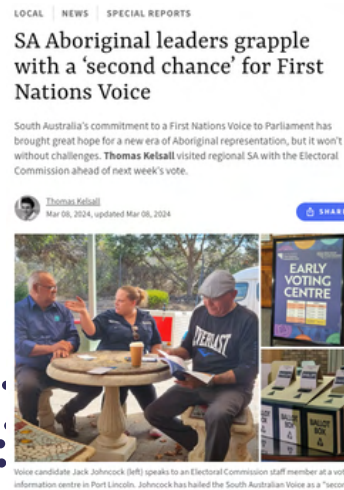 LOCAL NEWS SPECIAL REPORTS
SA Aboriginal leaders grapple
with a ‘second chance’ for First
Nations Voice
South Australia's commitment to a First Nations Voice to Parliament has
brought great hope for a new era of Aboriginal representation, but it won't
without challenges. Thomas Kelsall visited regional SA with the Electoral
Commission ahead of next week's vote.
Thomas Kelsall
Mar 08, 2024, updated Mar 08, 2024
SHARE
EARLY
VOTING
CENTRE
EVERLAST
BALLOT
BOX
BALLOT
BOX
Voice candidate Jack Johncock (left) speaks to an Electoral Commission staff member at a vot
information centre in Port Lincoln. Johncock has hailed the South Australian Voice as a "secon